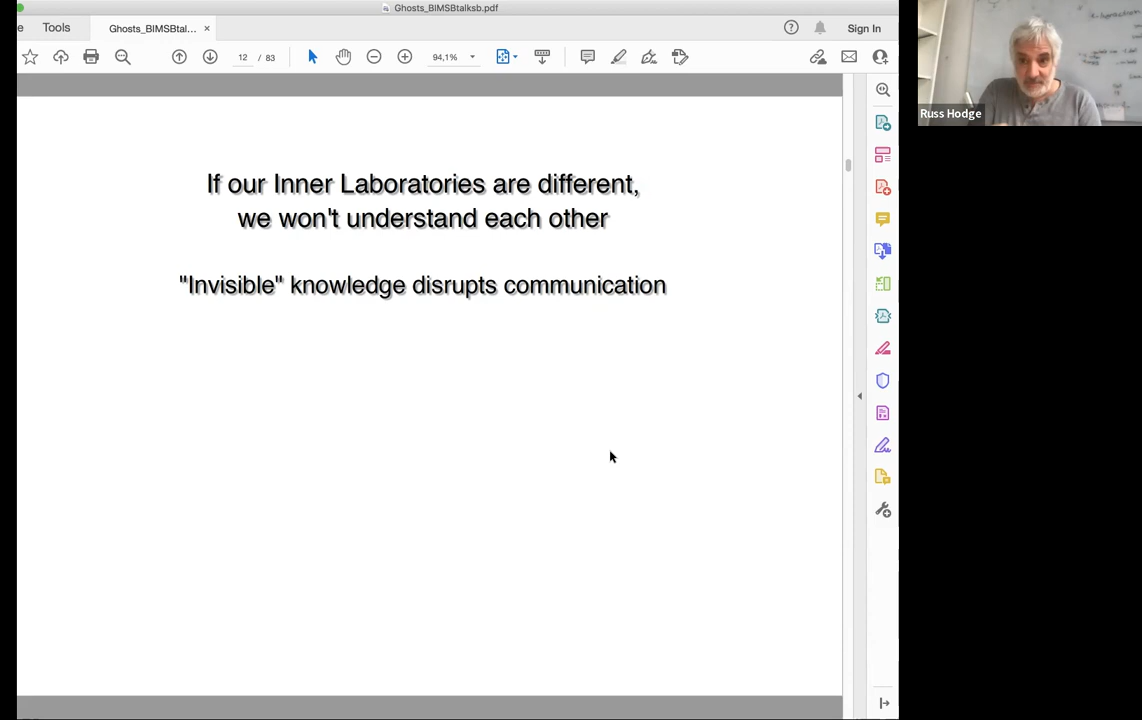 Ghosts_BIMSBtalksb.pdf
e Tools Ghosts_BIMSBtal... × Sign In
12 / 83 94,1%
If our Inner Laboratories are different,
we won't understand each other
"Invisible" knowledge disrupts communication
Russ Hodge